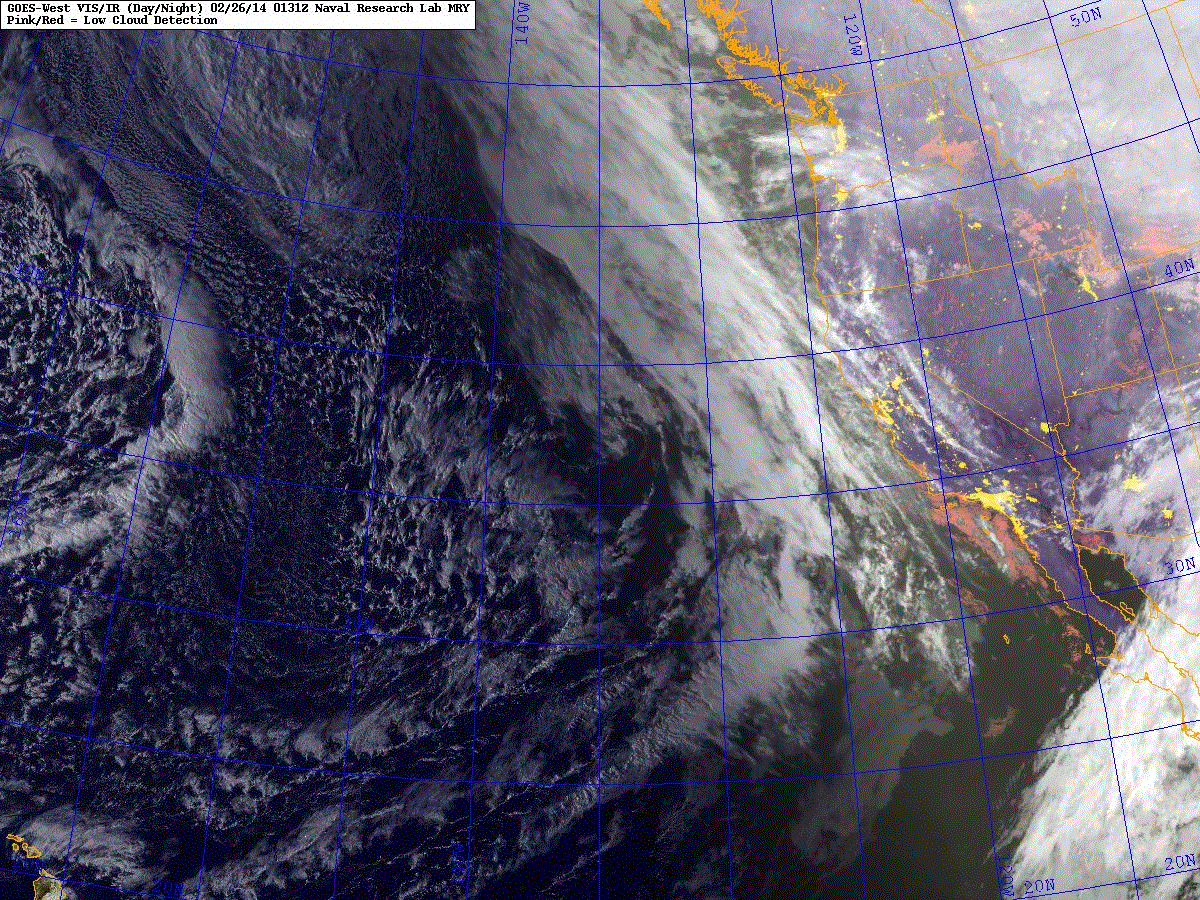 GOES-West VIS/IR (Day/Night) 02/26/14 0131Z Naval Research Lab MRY
Pink/Red = Low Cloud Detection
140W
120W
50N
40N
30N
20N
20N
20N